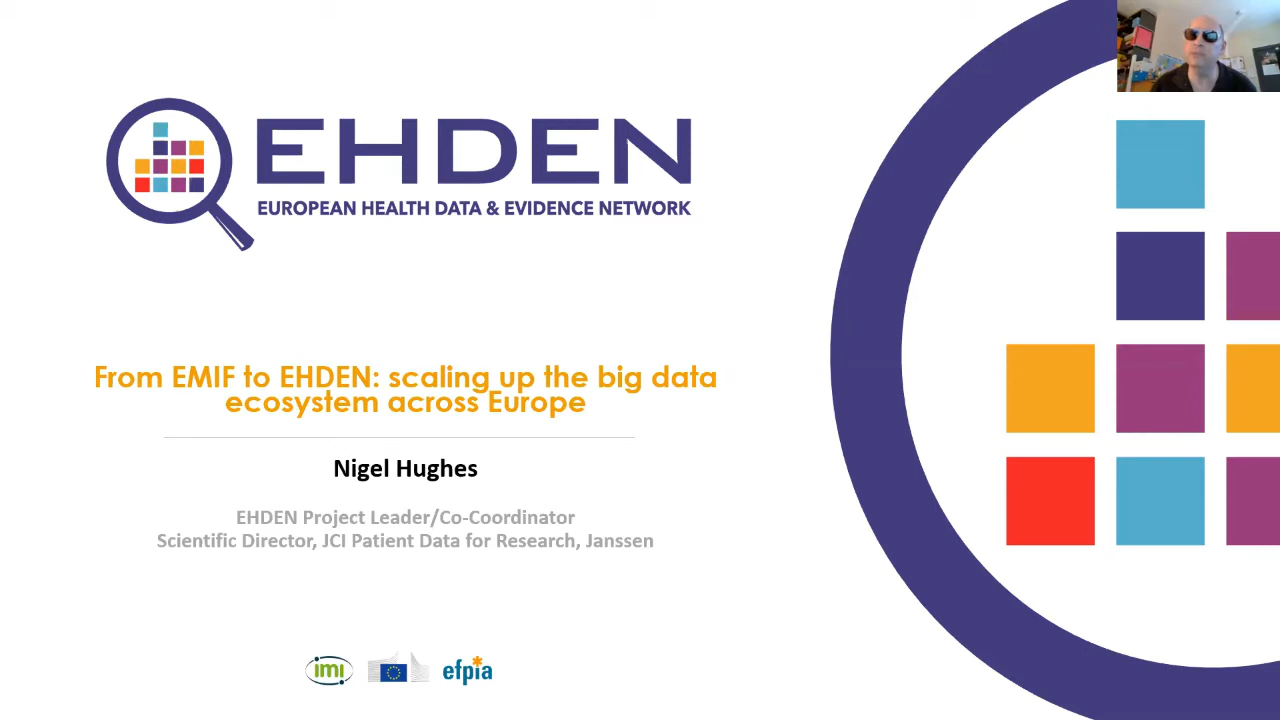 EHDEN
EUROPEAN HEALTH DATA & EVIDENCE NETWORK
From EMIF to EHDEN: scaling up the big data
ecosystem across Europe
Nigel Hughes
EHDEN Project Leader/Co-Coordinator
Scientific Director, JCI Patient Data for Research, Janssen
imi
efpia